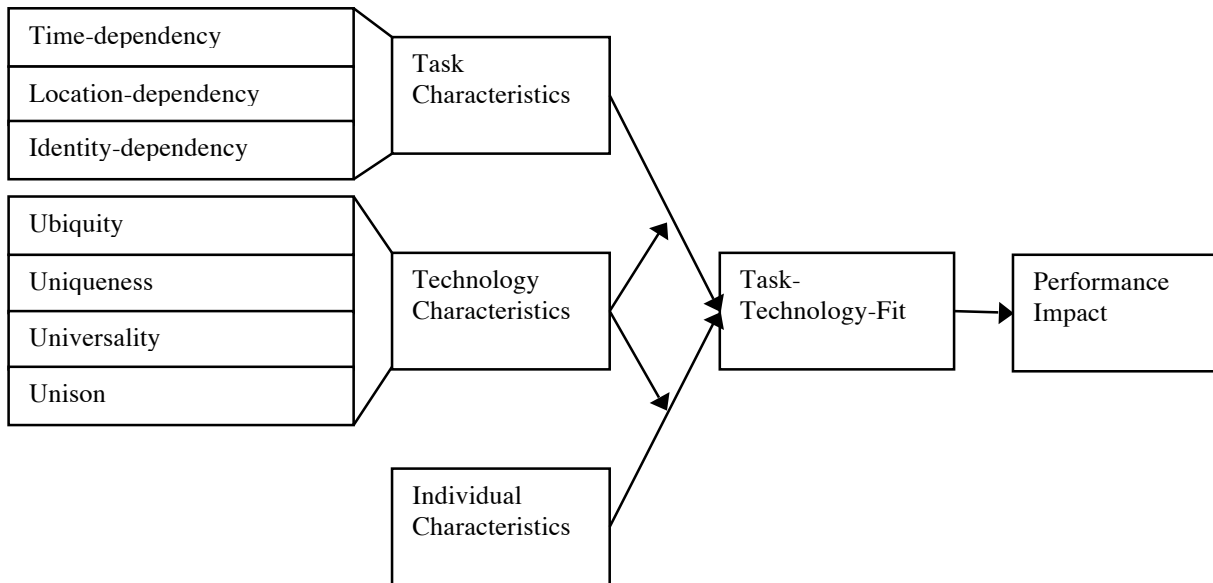 Time-dependency
Location-dependency
Identity-dependency
Task
Characteristics
Ubiquity
Uniqueness
Universality
Unison
Technology
Characteristics
Task-
Technology-Fit
Performance
Impact
Individual
Characteristics